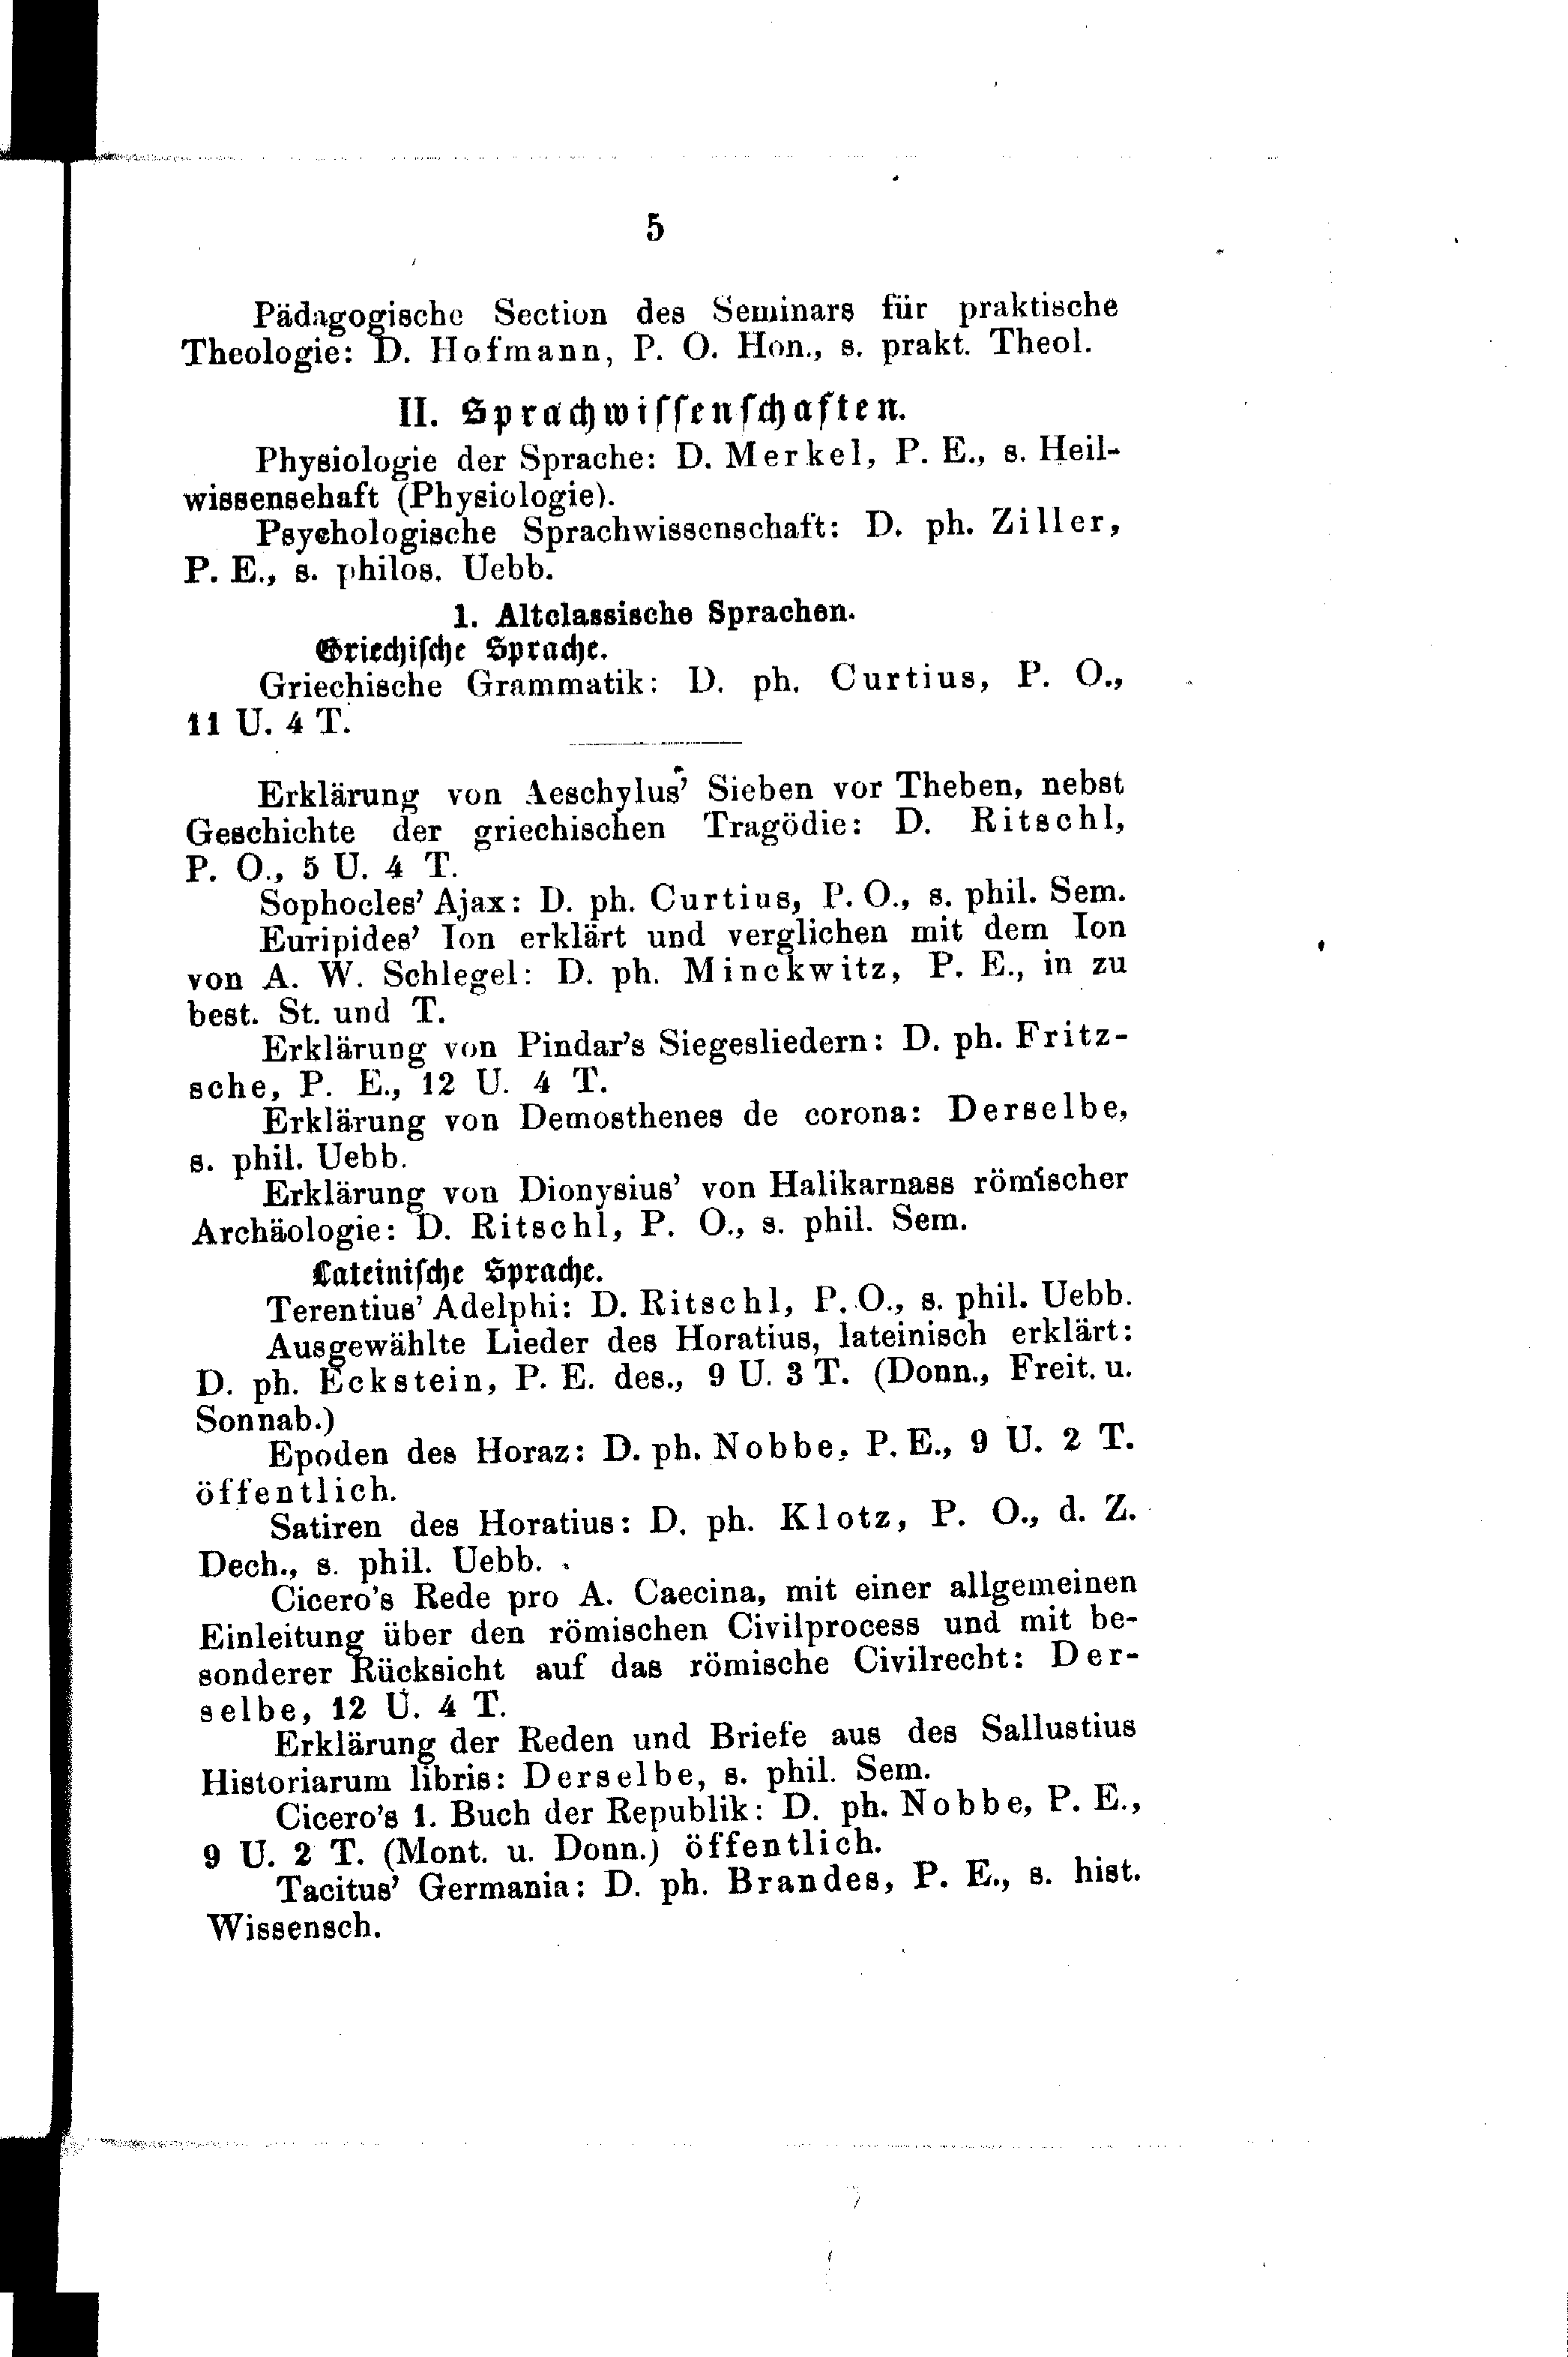 5
Pädagogische Section des Seminars für praktische
Theologie: D. Hofmann, P. O. Hon., s. prakt. Theol.
II. Sprachwissenschaften.
Physiologie der Sprache: D. Merkel, P. E., s. Heil-
wissensehaft (Physiologie).
Psychologische Sprachwissenschaft: D. ph. Ziller,
P. E., s. philos. Uebb.
1. Altclassische Sprachen.
Griechische Sprache.
Griechische Grammatik: D. ph. Curtius, P. O.,
11 U. 4 T.
Erklärung von Aeschylus' Sieben vor Theben, nebst
Geschichte der griechischen Tragödie: D. Ritschl,
P. O., 5 U. 4 T.
Sophocles' Ajax: D. ph. Curtius, P. O., s. phil. Sem.
Euripides' Ion erklärt und verglichen mit dem Ion
von A. W. Schlegel: D. ph. Minckwitz, P. E., in zu
best. St. und T.
Erklärung von Pindar's Siegesliedern: D. ph. Fritz-
sche, P. E., 12 U. 4 T.
Erklärung von Demosthenes de corona: Derselbe,
s. phil. Uebb.
Erklärung von Dionysius' von Halikarnass römischer
Archäologie: D. Ritschl, P. O., s. phil. Sem.
Lateinische Sprache.
Terentius' Adelphi: D. Ritschl, P. O., s. phil. Uebb.
Ausgewählte Lieder des Horatius, lateinisch erklärt:
D. ph. Eckstein, P. E. des., 9 U. 3 T. (Donn., Freit. u.
Sonnab.)
Epoden des Horaz: D. ph. Nobbe, P. E., 9 U. 2 T.
öffentlich.
Satiren des Horatius: D. ph. Klotz, P. O., d. Z.
Dech., s. phil. Uebb.
Cicero's Rede pro A. Caecina, mit einer allgemeinen
Einleitung über den römischen Civilprocess und mit be-
sonderer Rücksicht auf das römische Civilrecht: Der-
selbe, 12 U. 4 T.
Erklärung der Reden und Briefe aus des Sallustius
Historiarum libris: Derselbe, s. phil. Sem.
Cicero's 1. Buch der Republik: D. ph. Nobbe, P. E.,
9 U. 2 T. (Mont. u. Donn.) öffentlich.
Tacitus' Germania: D. ph. Brandes, P. E., s. hist.
Wissensch.